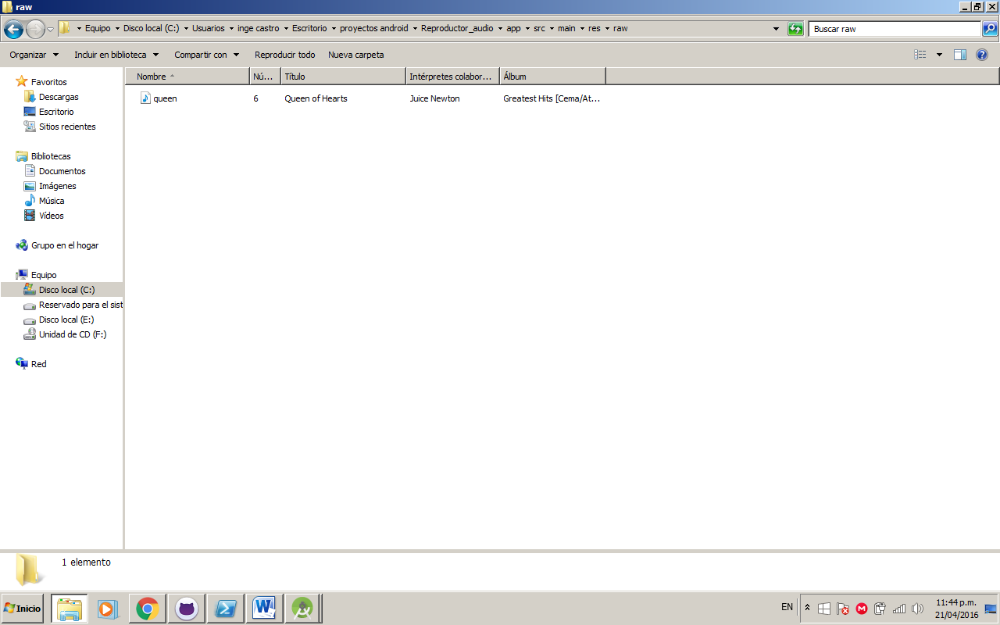 raw
Equipo Disco local (C:) Usuarios inge castro Escritorio proyectos android Reproductor_audio app src main res raw
Buscar raw
Organizar Incluir en biblioteca Compartir con Reproducir todo Nueva carpeta
Nombre Nú... Título Intérpretes colabor... Álbum
queen 6 Queen of Hearts Juice Newton Greatest Hits [Cema/At...
Favoritos
Descargas
Escritorio
Sitios recientes
Bibliotecas
Documentos
Imágenes
Música
Vídeos
Grupo en el hogar
Equipo
Disco local (C:)
Reservado para el sist
Disco local (E:)
Unidad de CD (F:)
Red
1 elemento
Inicio
EN
11:44 p.m.
21/04/2016